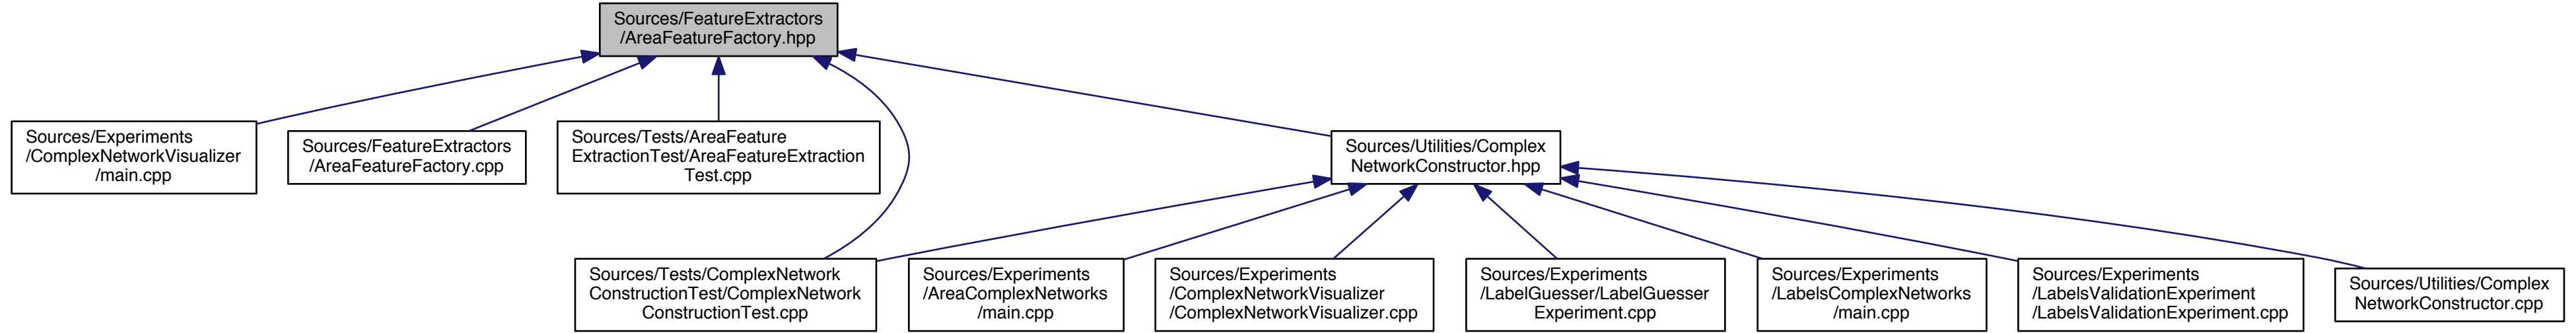 Sources/FeatureExtractors
/AreaFeatureFactory.hpp
Sources/Experiments
/ComplexNetworkVisualizer
/main.cpp
Sources/FeatureExtractors
/AreaFeatureFactory.cpp
Sources/Tests/AreaFeature
ExtractionTest/AreaFeatureExtraction
Test.cpp
Sources/Utilities/Complex
NetworkConstructor.hpp
Sources/Tests/ComplexNetwork
ConstructionTest/ComplexNetwork
ConstructionTest.cpp
Sources/Experiments
/AreaComplexNetworks
/main.cpp
Sources/Experiments
/ComplexNetworkVisualizer
/ComplexNetworkVisualizer.cpp
Sources/Experiments
/LabelGuesser/LabelGuesser
Experiment.cpp
Sources/Experiments
/LabelsComplexNetworks
/main.cpp
Sources/Experiments
/LabelsValidationExperiment
/LabelsValidationExperiment.cpp
Sources/Utilities/Complex
NetworkConstructor.cpp